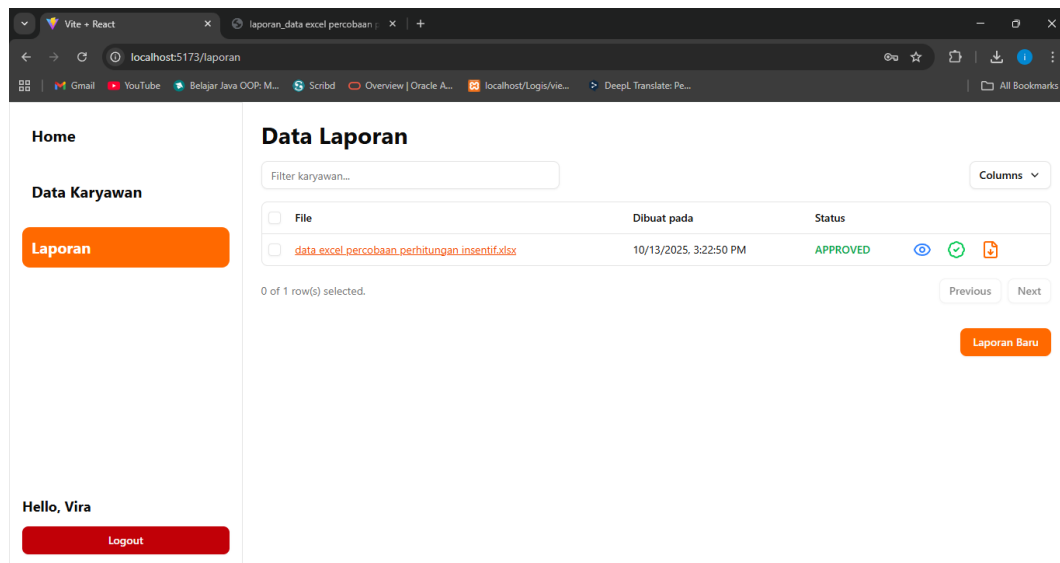 Vite + React
laporan_data excel percobaan p
localhost:5173/laporan
Gmail YouTube Belajar Java OOP: M... Scribd Overview | Oracle A... localhost/Logis/vie... DeepL Translate: Pe... All Bookmarks
Home
Data Karyawan
Laporan
Hello, Vira
Logout
Data Laporan
Filter karyawan...
Columns
File Dibuat pada Status
data excel percobaan perhitungan insentif.xlsx 10/13/2025, 3:22:50 PM APPROVED
0 of 1 row(s) selected.
Previous Next
Laporan Baru